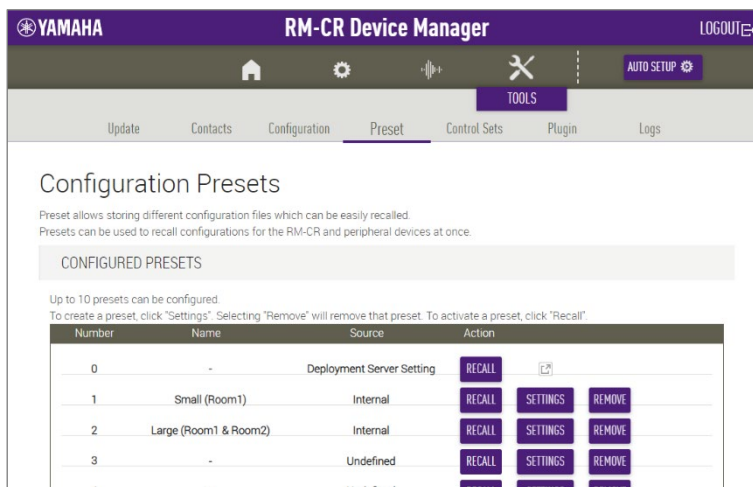 YAMAHA RM-CR Device Manager LOGOUT
AUTO SETUP
TOOLS
Update Contacts Configuration Preset Control Sets Plugin Logs
Configuration Presets
Preset allows storing different configuration files which can be easily recalled.
Presets can be used to recall configurations for the RM-CR and peripheral devices at once.
CONFIGURED PRESETS
Up to 10 presets can be configured.
To create a preset, click "Settings". Selecting "Remove" will remove that preset. To activate a preset, click "Recall".
Number Name Source Action
0 - Deployment Server Setting RECALL
1 Small (Room1) Internal RECALL SETTINGS REMOVE
2 Large (Room1 & Room2) Internal RECALL SETTINGS REMOVE
3 - Undefined RECALL SETTINGS REMOVE